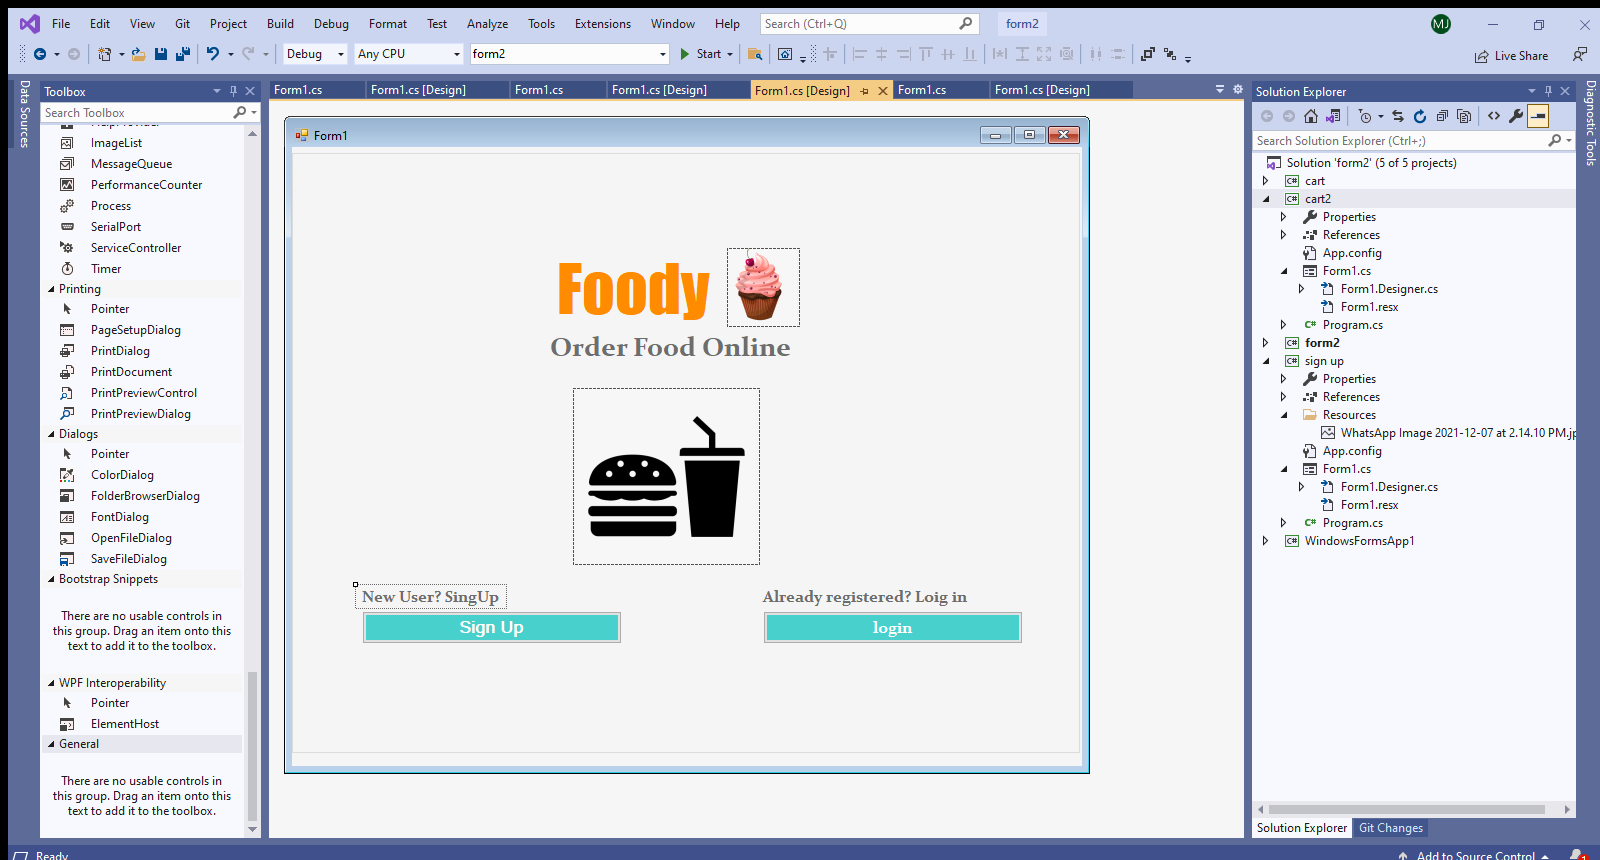 File Edit View Git Project Build Debug Format Test Analyze Tools Extensions Window Help Search (Ctrl+Q) form2 MJ
Debug Any CPU form2 Start Live Share
Data Sources
Toolbox
Search Toolbox
ImageList
MessageQueue
PerformanceCounter
Process
SerialPort
ServiceController
Timer
Printing
Pointer
PageSetupDialog
PrintDialog
PrintDocument
PrintPreviewControl
PrintPreviewDialog
Dialogs
Pointer
ColorDialog
FolderBrowserDialog
FontDialog
OpenFileDialog
SaveFileDialog
Bootstrap Snippets
There are no usable controls in
this group. Drag an item onto this
text to add it to the toolbox.
WPF Interoperability
Pointer
ElementHost
General
There are no usable controls in
this group. Drag an item onto this
text to add it to the toolbox.
Form1.cs Form1.cs [Design] Form1.cs Form1.cs [Design] Form1.cs [Design] Form1.cs Form1.cs [Design]
Form1
Foody
Order Food Online
New User? SingUp
Already registered? Loig in
Sign Up
login
Solution Explorer
Search Solution Explorer (Ctrl+;)
Solution 'form2' (5 of 5 projects)
C# cart
C# cart2
Properties
References
App.config
Form1.cs
Form1.Designer.cs
Form1.resx
C# Program.cs
C# form2
C# sign up
Properties
References
Resources
WhatsApp Image 2021-12-07 at 2.14.10 PM.jp
App.config
Form1.cs
Form1.Designer.cs
Form1.resx
C# Program.cs
C# WindowsFormsApp1
Solution Explorer Git Changes
Diagnostic Tools
Ready
Add to Source Control
1